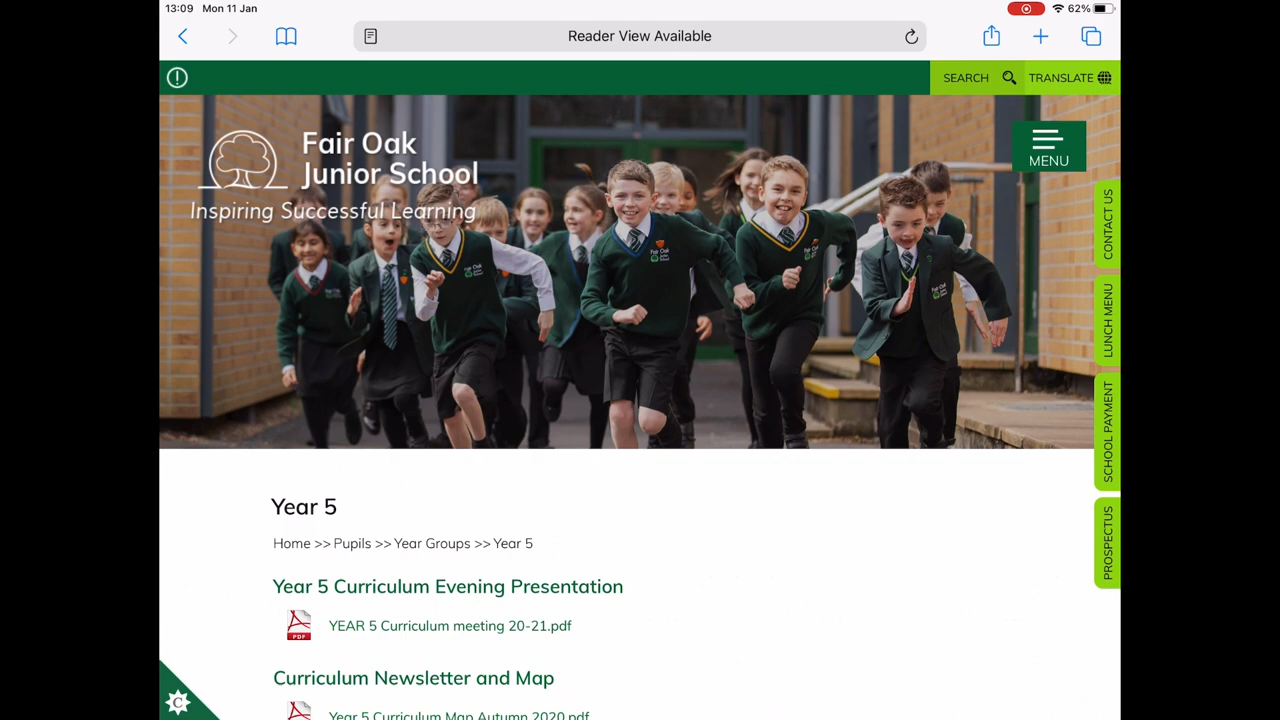 13:09 Mon 11 Jan
62%
Reader View Available
SEARCH
TRANSLATE
Fair Oak
Junior School
Inspiring Successful Learning
MENU
CONTACT US
LUNCH MENU
SCHOOL PAYMENT
PROSPECTUS
Year 5
Home >> Pupils >> Year Groups >> Year 5
Year 5 Curriculum Evening Presentation
PDF
YEAR 5 Curriculum meeting 20-21.pdf
Curriculum Newsletter and Map
Year 5 Curriculum Map Autumn 2020.pdf
C